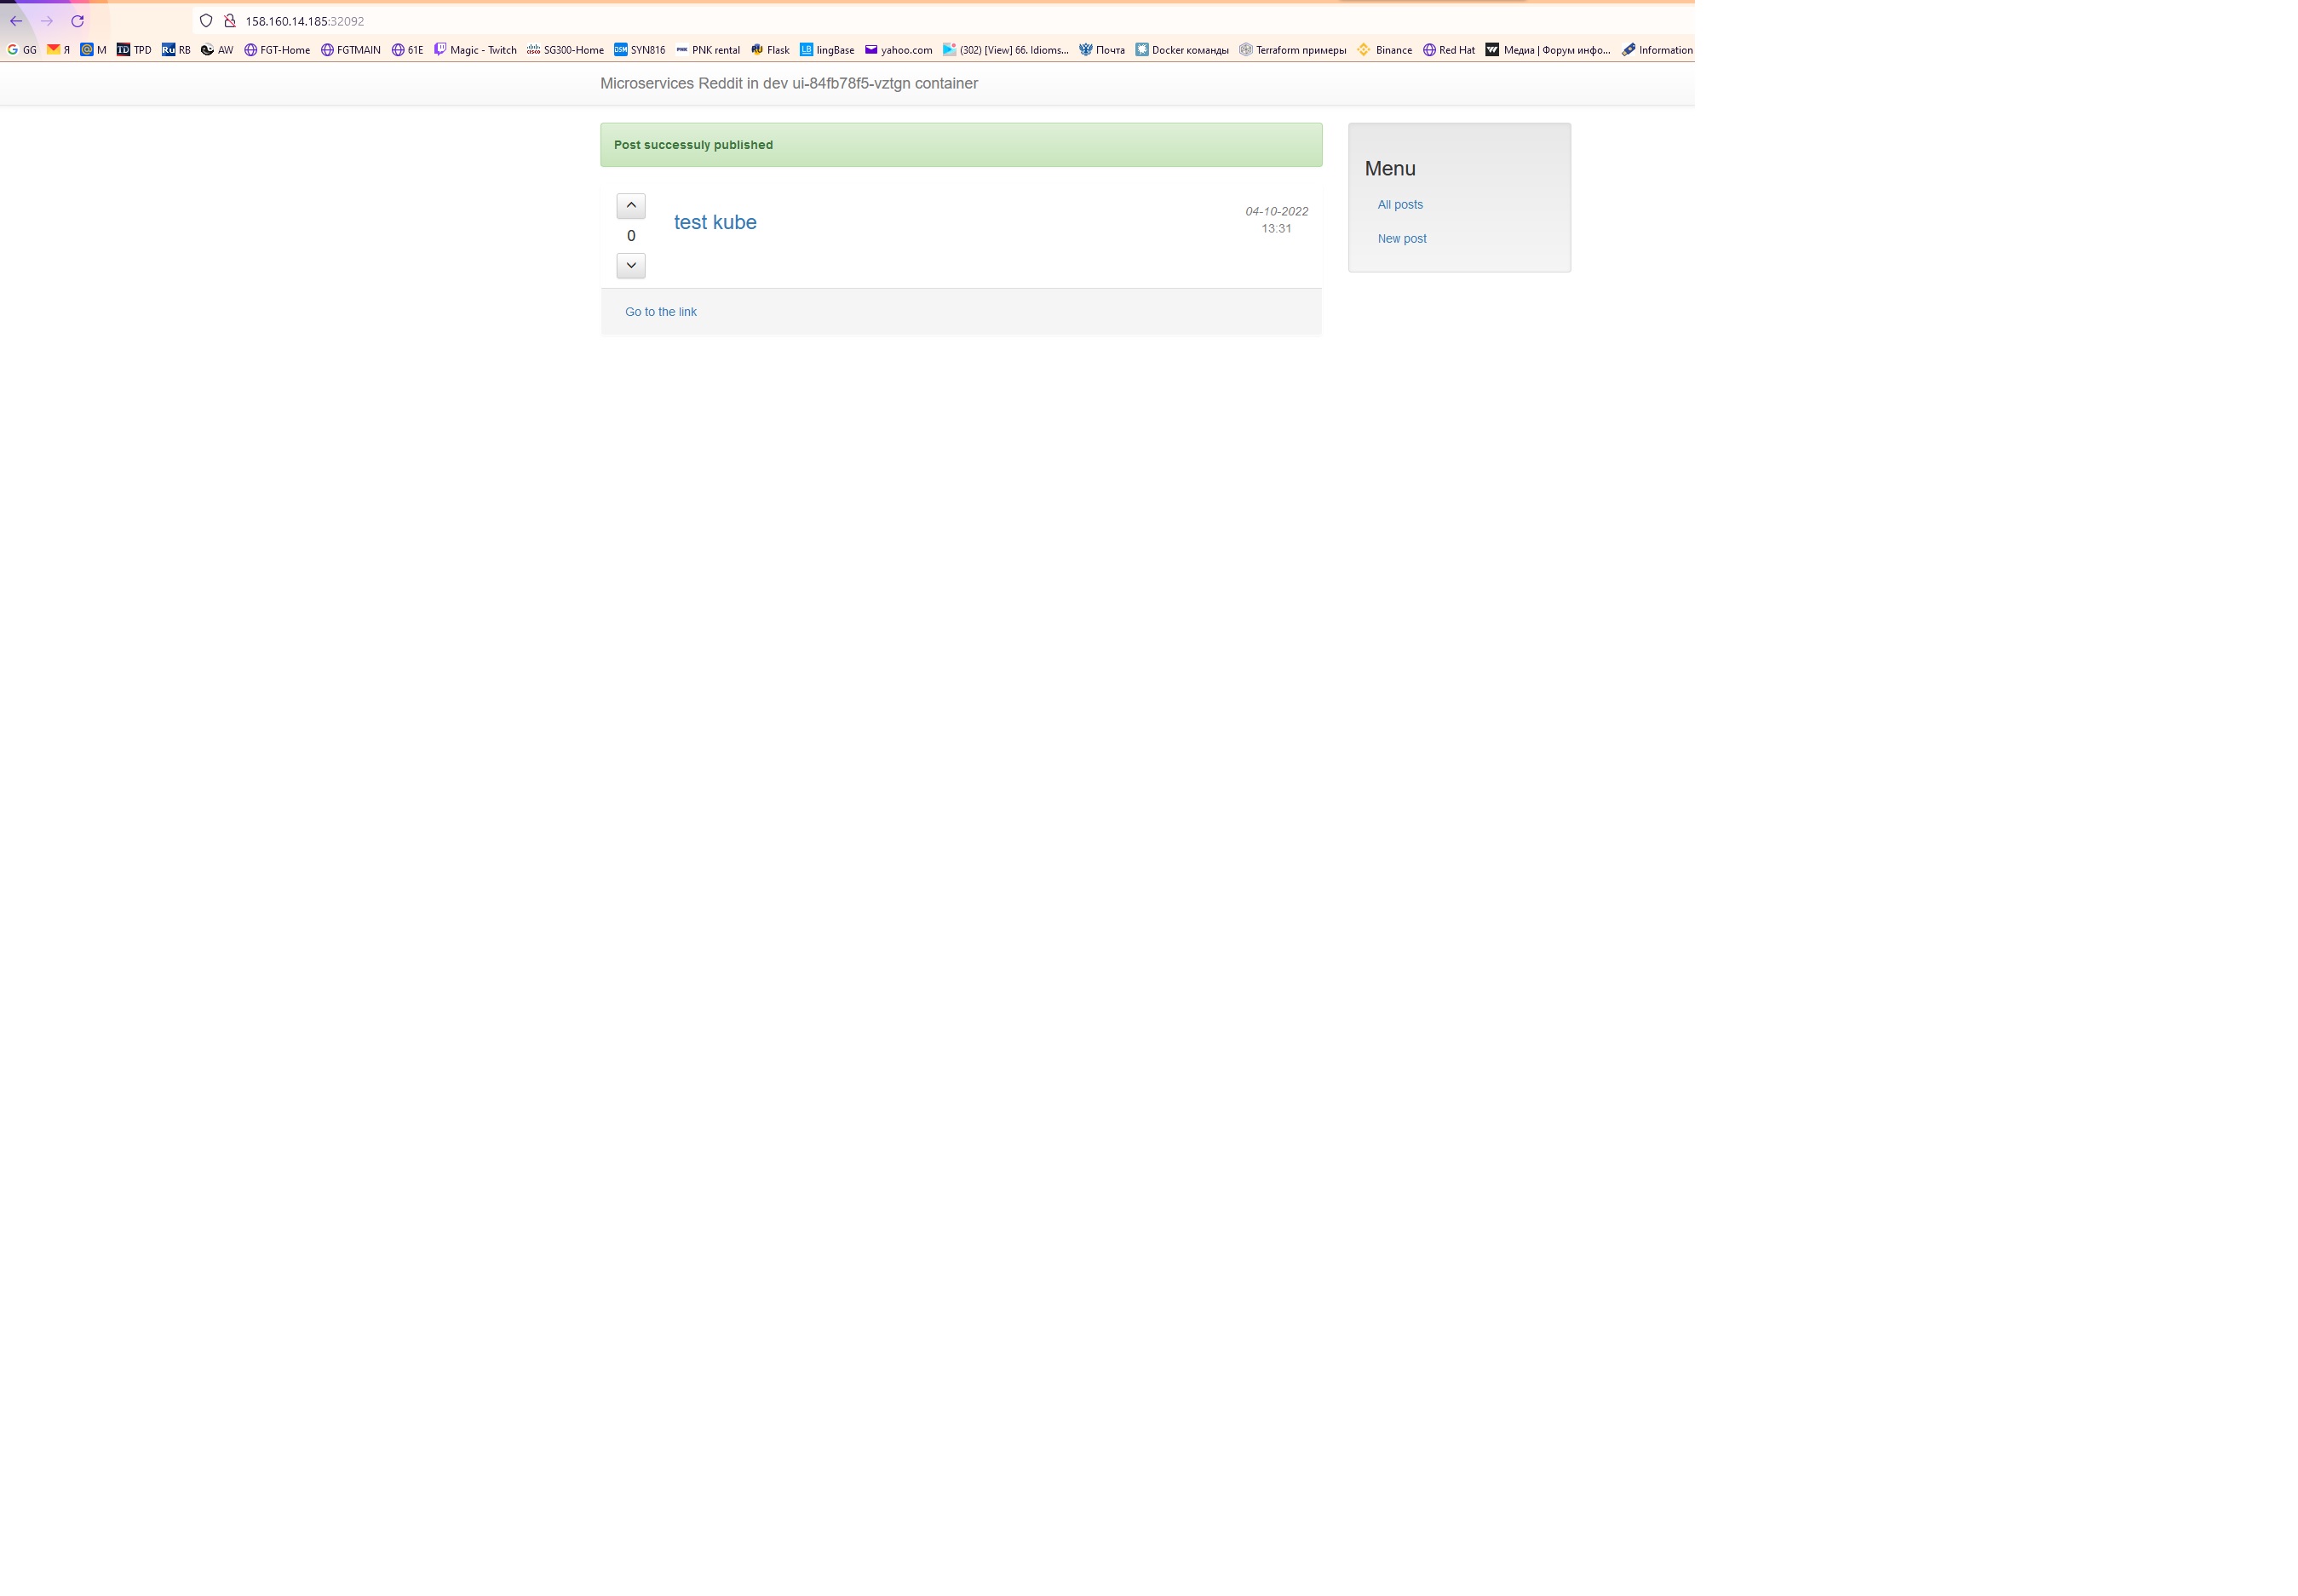 158.160.14.185:32092
GG Я M TPD RB AW FGT-Home FGTMAIN 61E Magic - Twitch SG300-Home SYN816 PNK rental Flask lingBase yahoo.com (302) [View] 66. Idioms... Почта Docker команды Terraform примеры Binance Red Hat Медиа | Форум инфо... Information
Microservices Reddit in dev ui-84fb78f5-vztgn container
Post successuly published
Menu
All posts
New post
test kube
04-10-2022
13:31
0
Go to the link